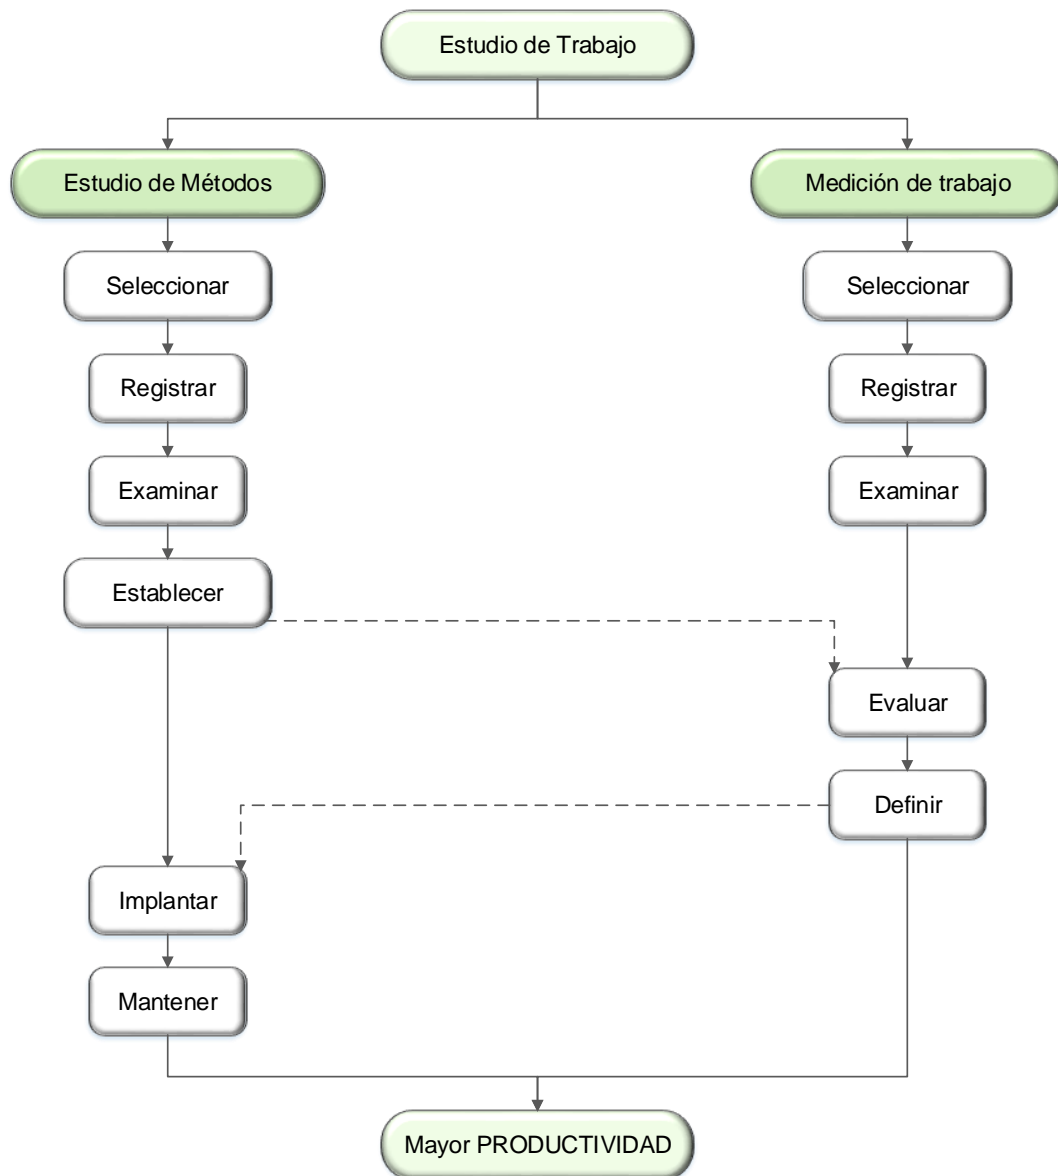 Estudio de Trabajo
Estudio de Métodos
Medición de trabajo
Seleccionar
Seleccionar
Registrar
Registrar
Examinar
Examinar
Establecer
Evaluar
Definir
Implantar
Mantener
Mayor PRODUCTIVIDAD